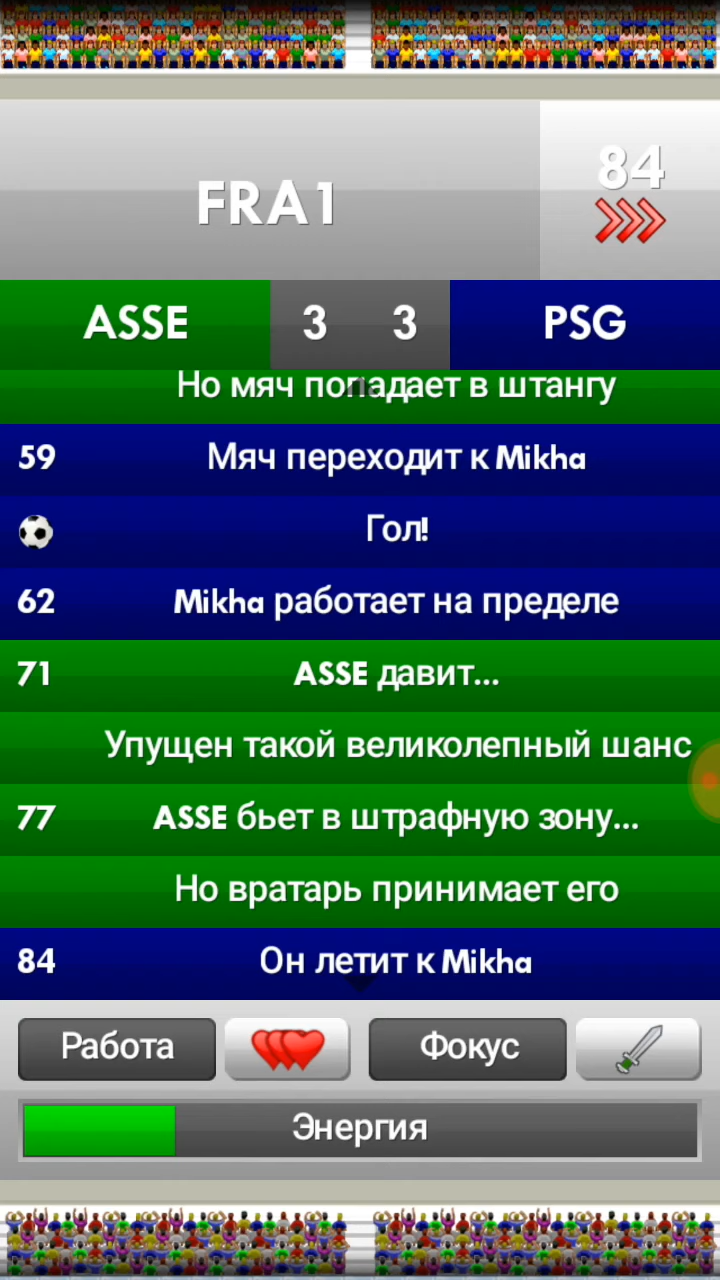 FRA1
84
ASSE 3 3 PSG
Но мяч попадает в штангу
59 Мяч переходит к Mikha
Гол!
62 Mikha работает на пределе
71 ASSE давит...
Упущен такой великолепный шанс
77 ASSE бьет в штрафную зону...
Но вратарь принимает его
84 Он летит к Mikha
Работа Фокус
Энергия